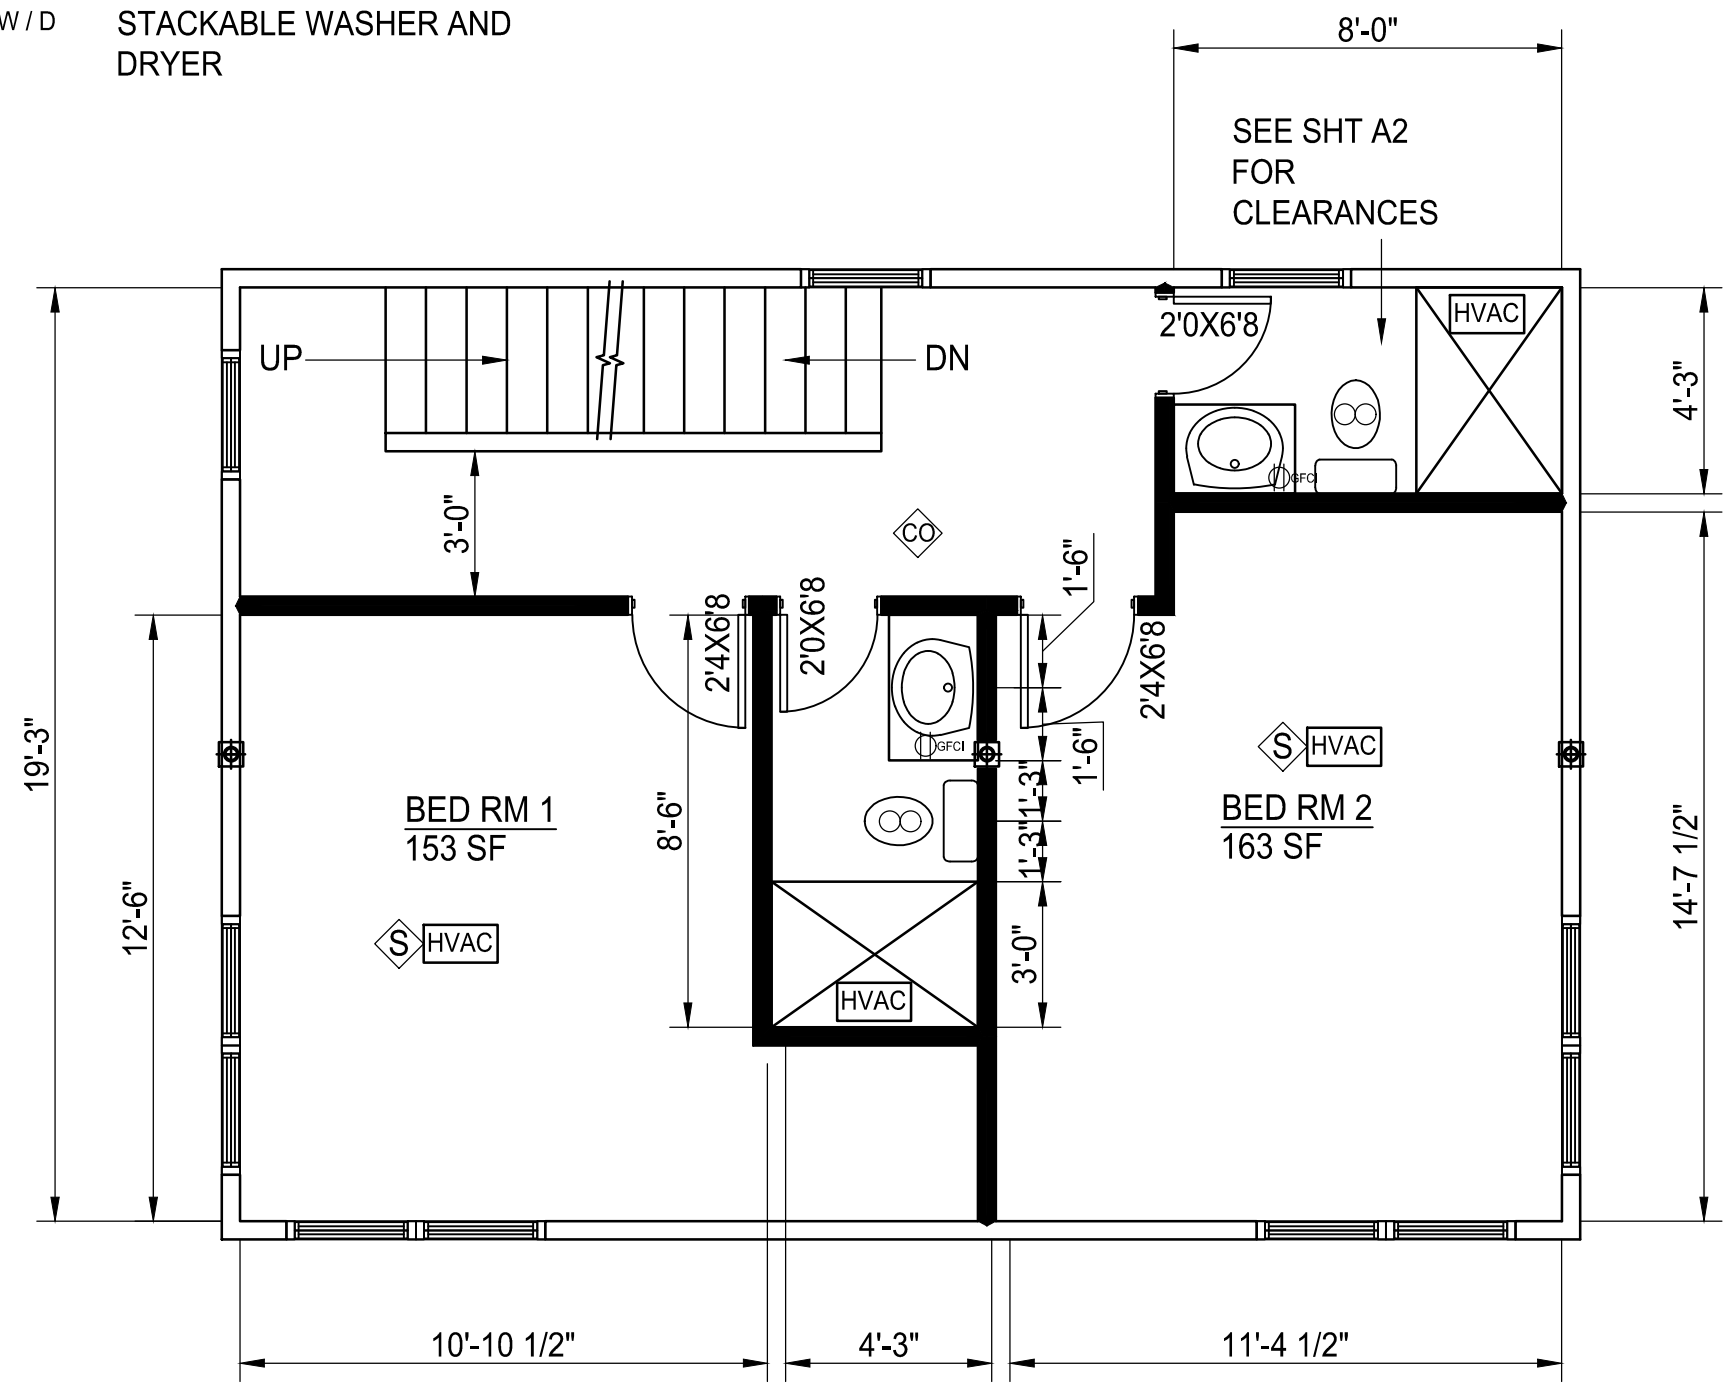 W / D
STACKABLE WASHER AND
DRYER
8'-0"
SEE SHT A2
FOR
CLEARANCES
2'0X6'8
HVAC
UP
DN
4'-3"
GFCI
3'-0"
CO
1'-6"
2'4X6'8
2'0X6'8
2'4X6'8
19'-3"
GFCI
1'-6"
S
HVAC
1'-3"
BED RM 1
153 SF
8'-6"
BED RM 2
163 SF
1'-3"
14'-7 1/2"
12'-6"
S
HVAC
3'-0"
HVAC
10'-10 1/2"
4'-3"
11'-4 1/2"